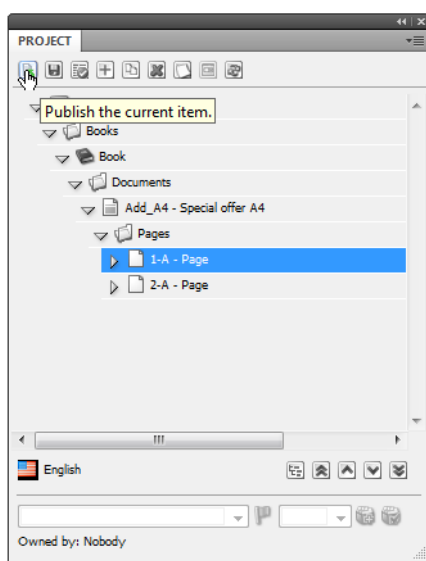 PROJECT
Publish the current item.
Books
Book
Documents
Add_A4 - Special offer A4
Pages
1-A - Page
2-A - Page
English
Owned by: Nobody